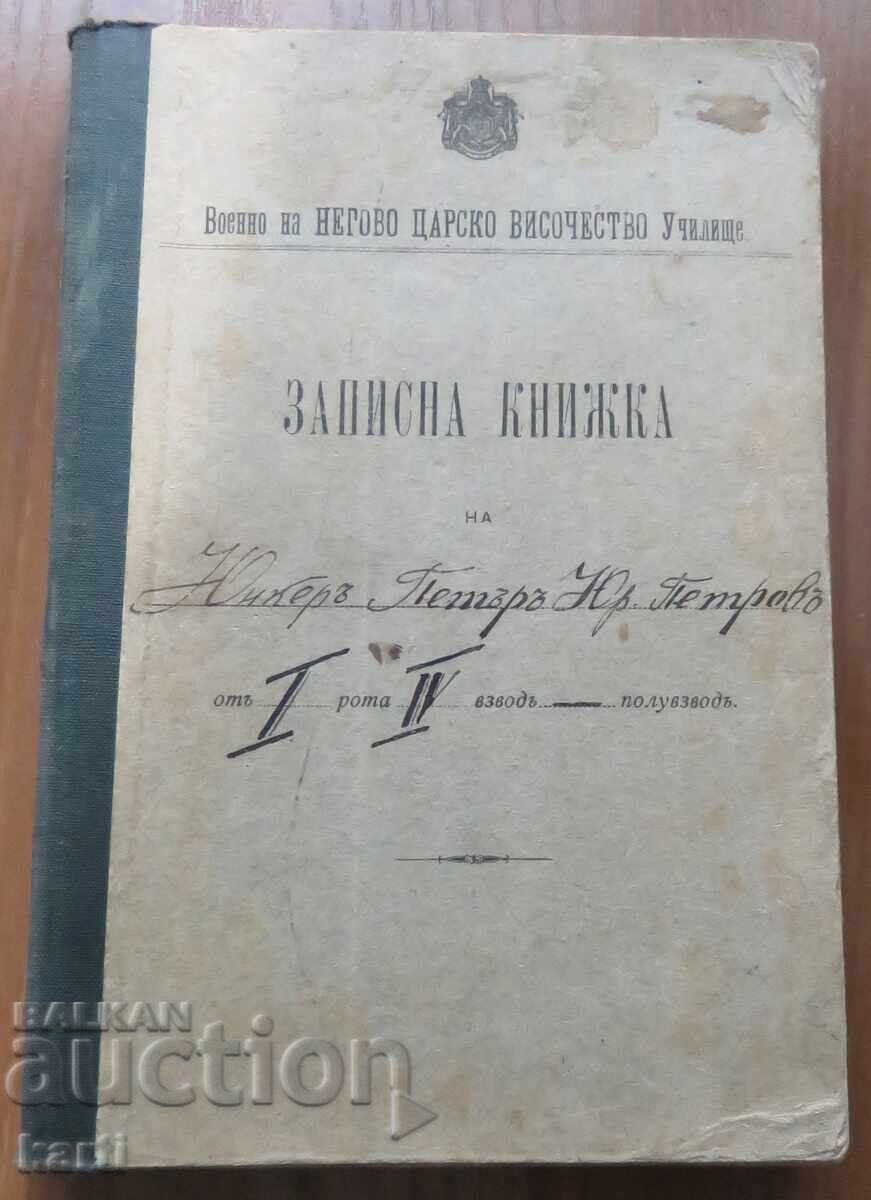 Военно на НЕГОВО ЦАРСКО ВИСОЧЕСТВО Училище
ЗАПИСНА КНИЖКА
НА
Юнкеръ Петъръ Юр. Петровъ
отъ I рота IV взводъ — полувзводъ.
BALKAN
auction
karti